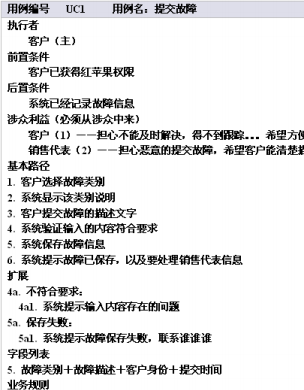 用例编号 UC1 用例名：提交故障
执行者
客户（主）
前置条件
客户已获得红苹果权限
后置条件
系统已经记录故障信息
涉众利益（必须从涉众中来）
客户（1）——担心不能及时解决，得不到跟踪。。。希望方便
销售代表（2）——担心恶意的提交故障，希望客户能清楚描
基本路径
1. 客户选择故障类别
2. 系统显示该类别说明
3. 客户提交故障的描述文字
4. 系统验证输入的内容符合要求
5. 系统保存故障信息
6. 系统提示故障已保存，以及要处理销售代表信息
扩展
4a. 不符合要求：
4a1. 系统提示输入内容存在的问题
5a. 保存失败：
5a1. 系统提示故障保存失败，联系谁谁谁
字段列表
5. 故障类别＋故障描述＋客户身份＋提交时间
业务规则